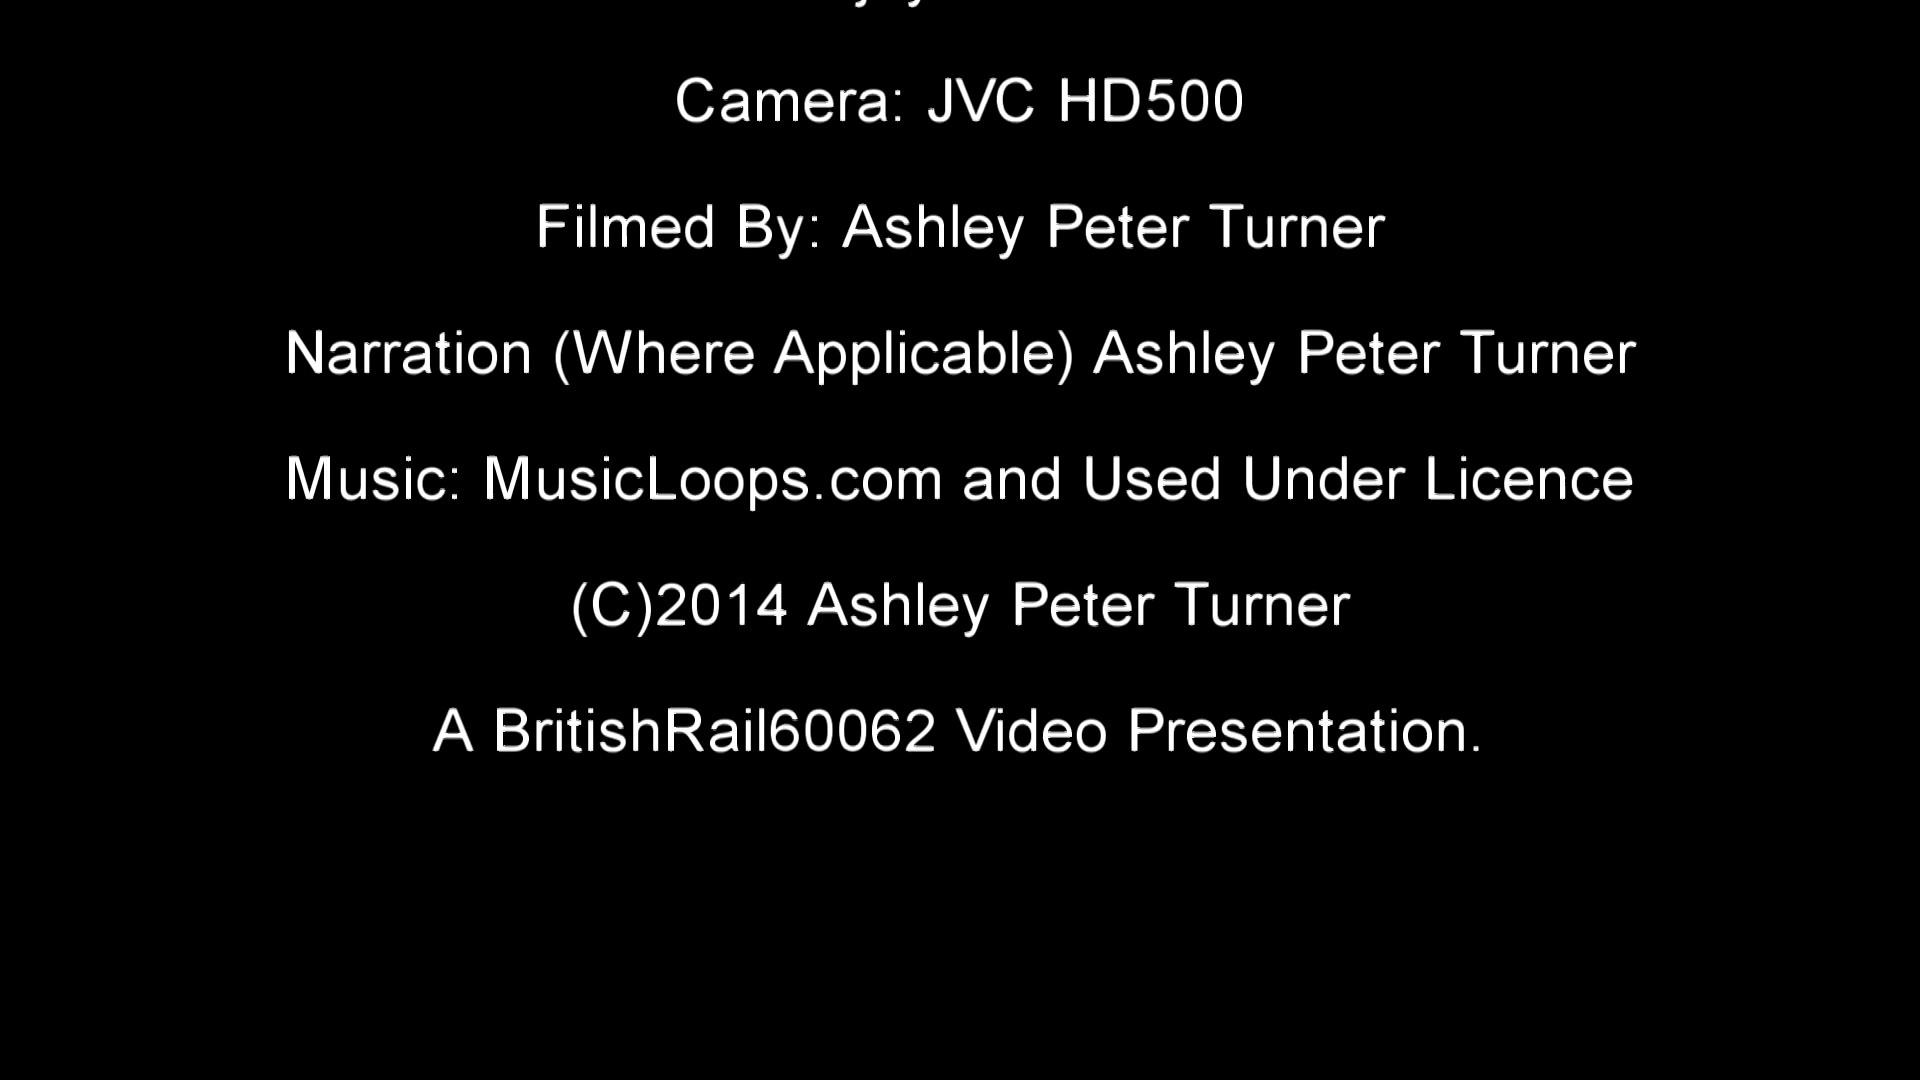 Camera: JVC HD500
Filmed By: Ashley Peter Turner
Narration (Where Applicable) Ashley Peter Turner
Music: MusicLoops.com and Used Under Licence
(C)2014 Ashley Peter Turner
A BritishRail60062 Video Presentation.